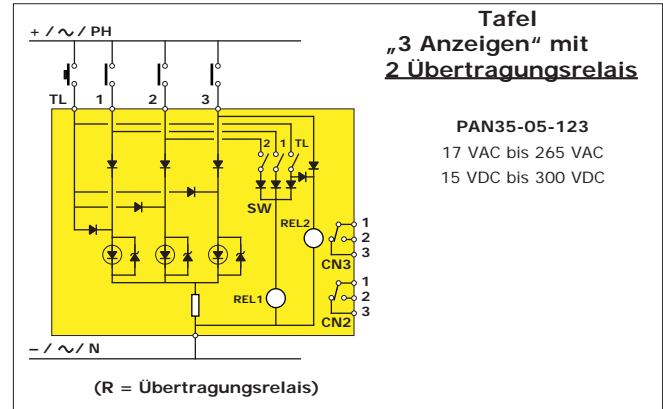 Tafel
„3 Anzeigen“ mit
2 Übertragungsrelais
PAN35-05-123
17 VAC bis 265 VAC
15 VDC bis 300 VDC
+ / ∿ / PH
TL 1 2 3
2 1 TL
SW
REL2
1
2
3
CN3
REL1
1
2
3
CN2
– / ∿ / N
(R = Übertragungsrelais)